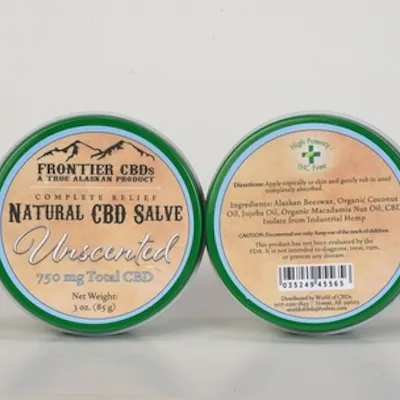 FRONTIER CBDs
A TRUE ALASKAN PRODUCT
COMPLETE RELIEF
NATURAL CBD SALVE
Unscented
750 mg Total CBD
Net Weight:
3 oz. (85 g)
High Potency
THC Free
Directions: Apply topically to skin and gently rub in until
completely absorbed.
Ingredients: Alaskan Beeswax, Organic Coconut
Oil, Jojoba Oil, Organic Macadamia Nut Oil, CBD
Isolate from Industrial Hemp.
CAUTION: For external use only. Keep out of the reach of children.
This product has not been evaluated by the
FDA. It is not intended to diagnose, treat, cure,
or prevent any disease.
035249 45565
Distributed by World of CBDs
Homer, AK 99603